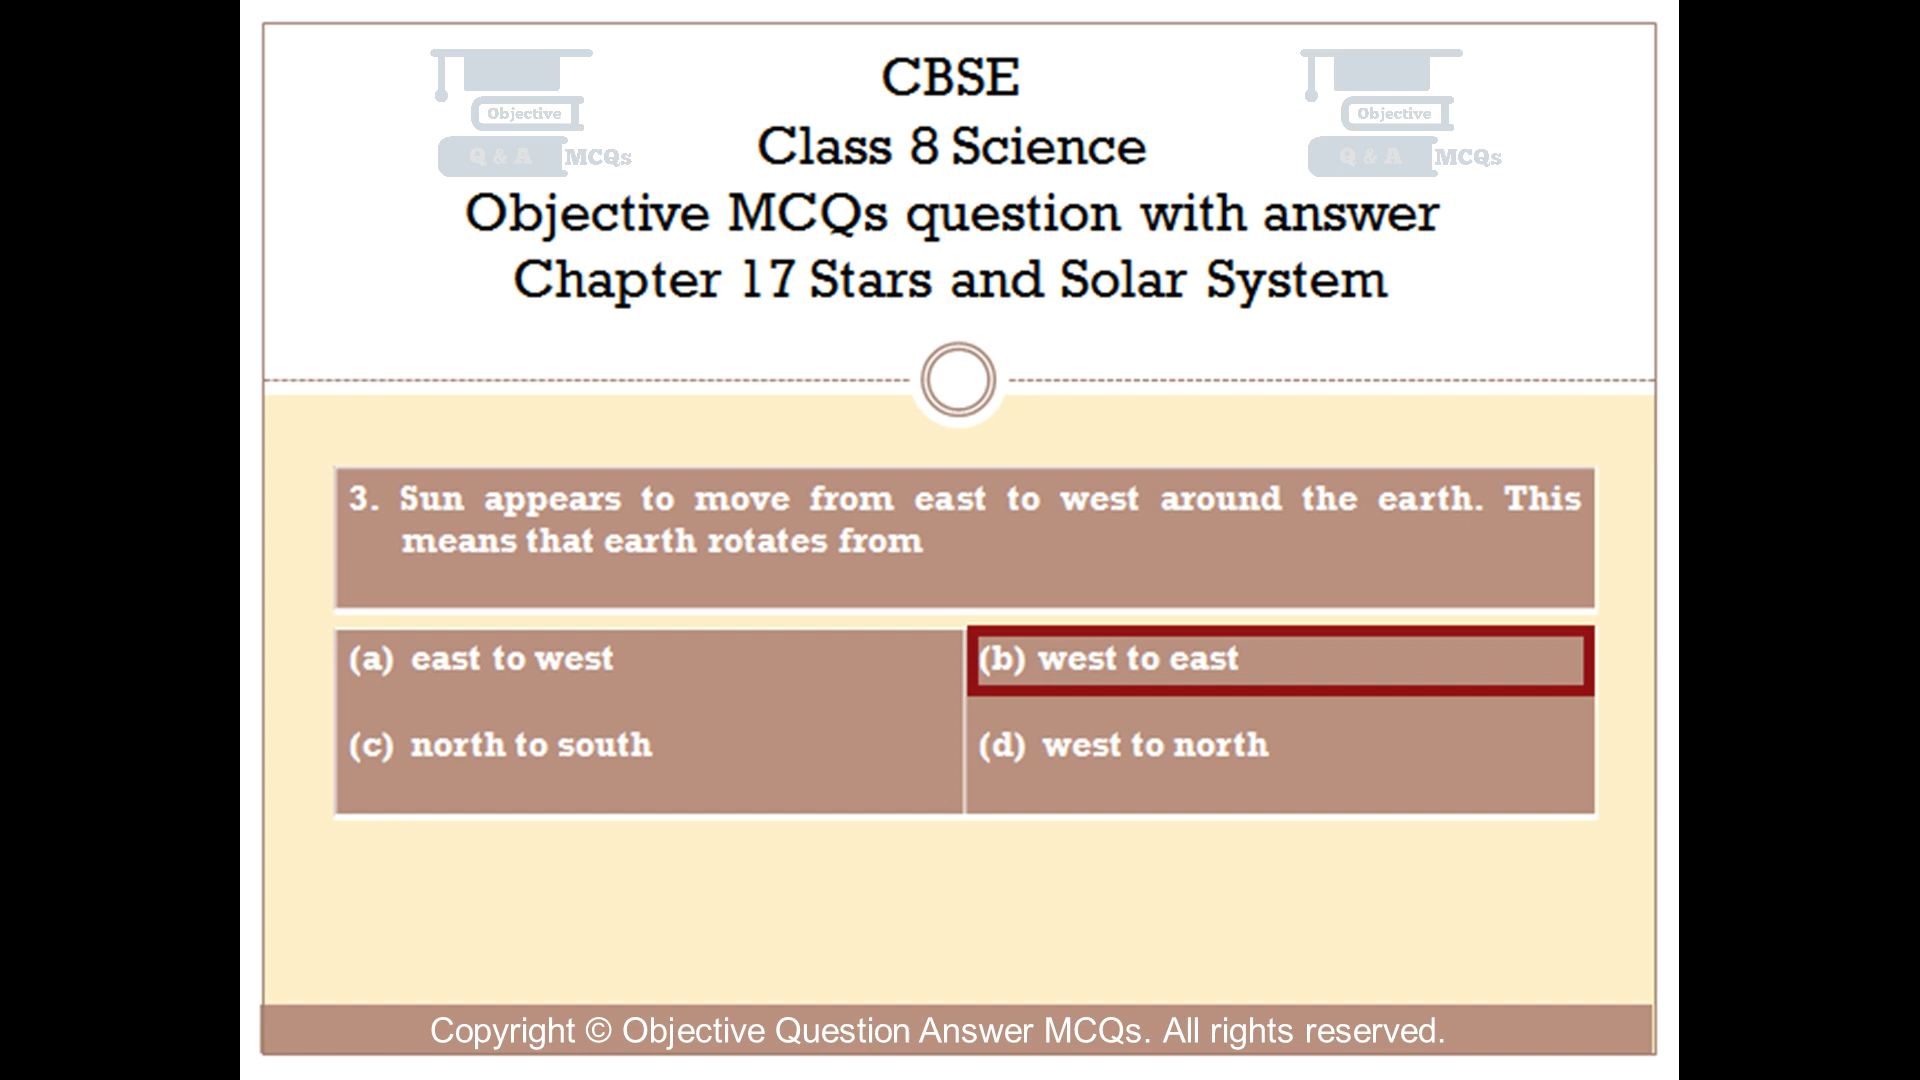 CBSE
Class 8 Science
Objective MCQs question with answer
Chapter 17 Stars and Solar System
Objective
Q & A MCQs
Objective
Q & A MCQs
3. Sun appears to move from east to west around the earth. This
means that earth rotates from
(a) east to west
(b) west to east
(c) north to south
(d) west to north
Copyright © Objective Question Answer MCQs. All rights reserved.